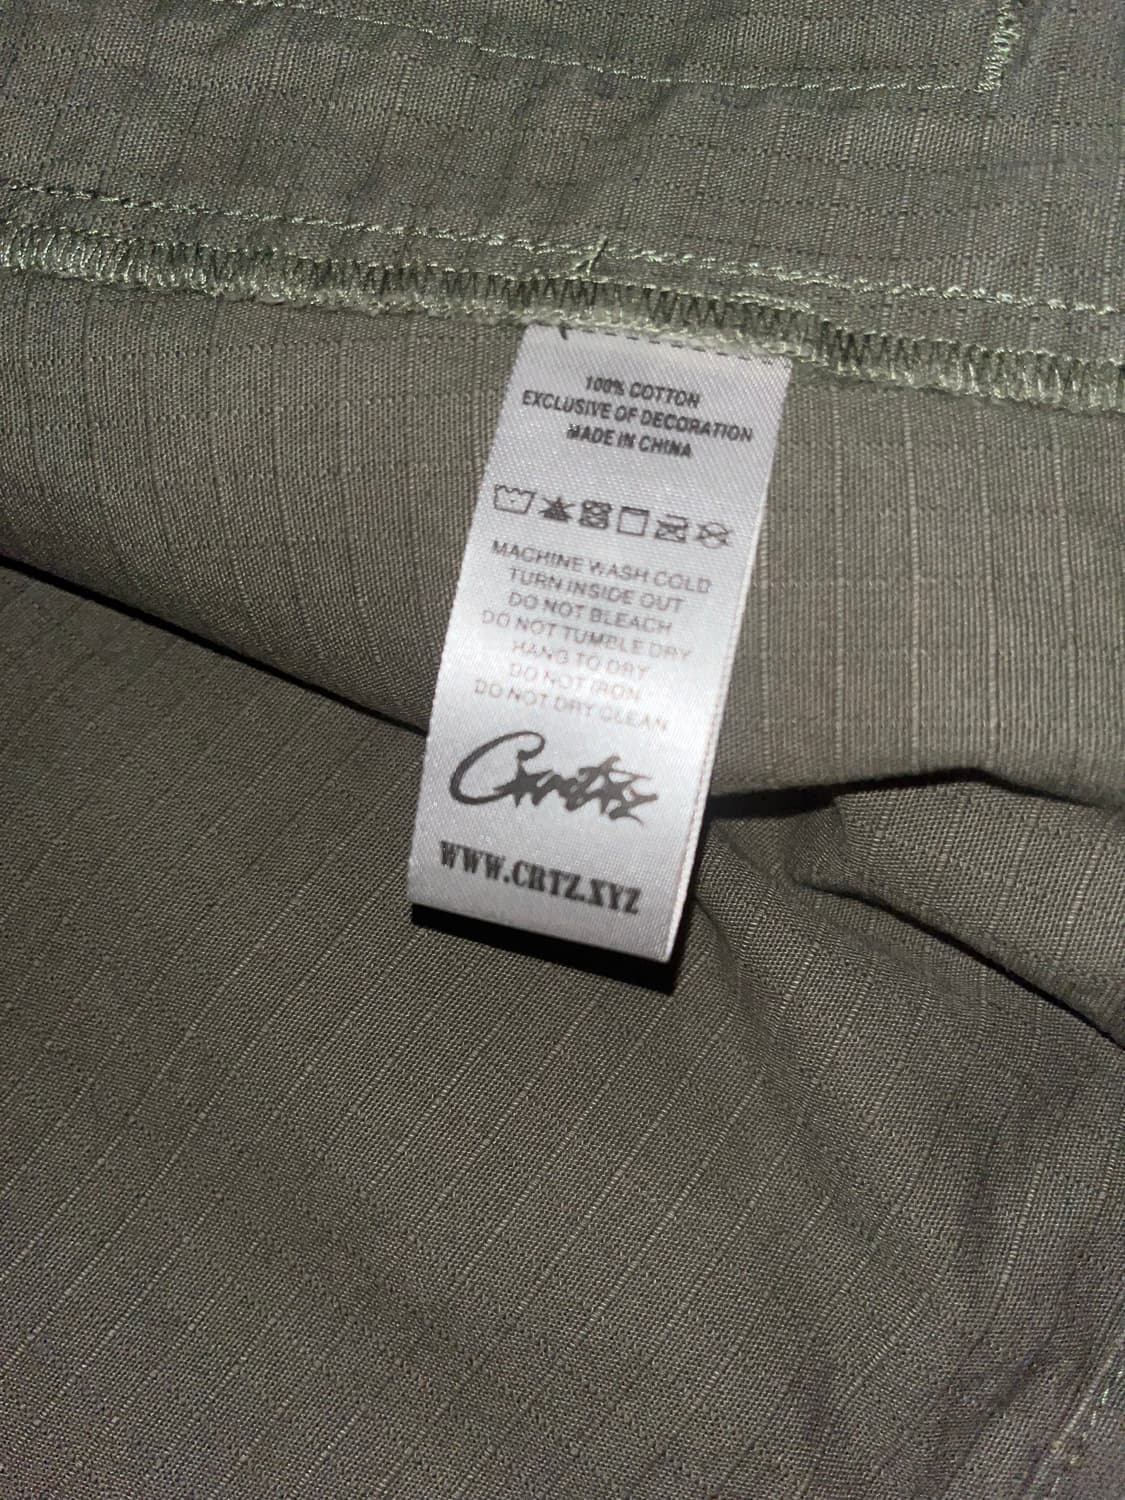 100% COTTON
EXCLUSIVE OF DECORATION
MADE IN CHINA
MACHINE WASH COLD
TURN INSIDE OUT
DO NOT BLEACH
DO NOT TUMBLE DRY
HANG TO DRY
DO NOT IRON
DO NOT DRY CLEAN
Corteiz
WWW.CRTZ.XYZ